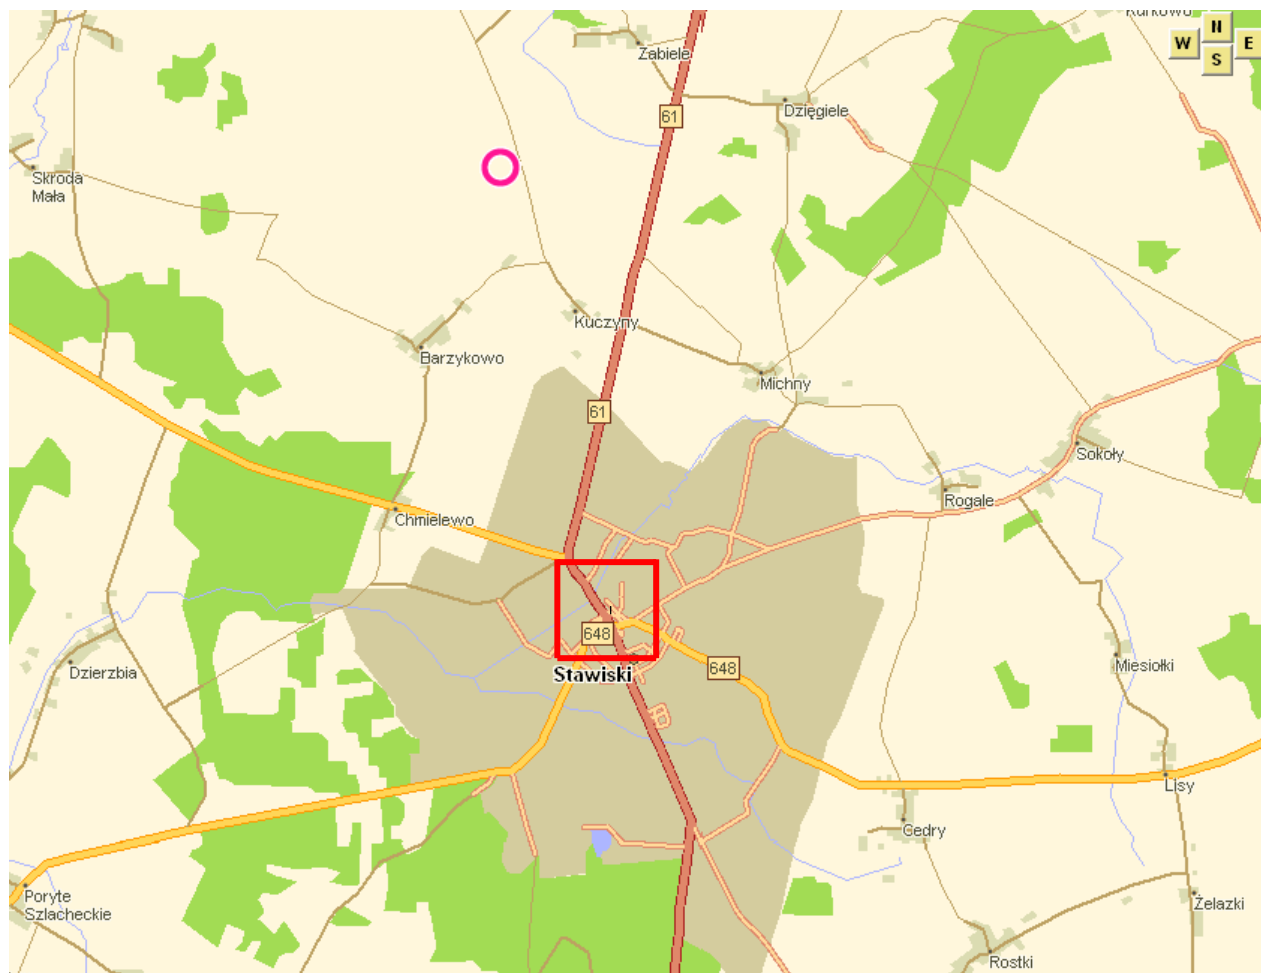 Kurkowo
N
W
E
S
Zabiele
Dzięgiele
61
Skroda
Mała
Kuczyny
Barzykowo
Michny
61
Sokoły
Rogale
Chmielewo
648
Stawiski
648
Dzierzbia
Miesiołki
Lisy
Cedry
Poryte
Szlacheckie
Żelazki
Rostki